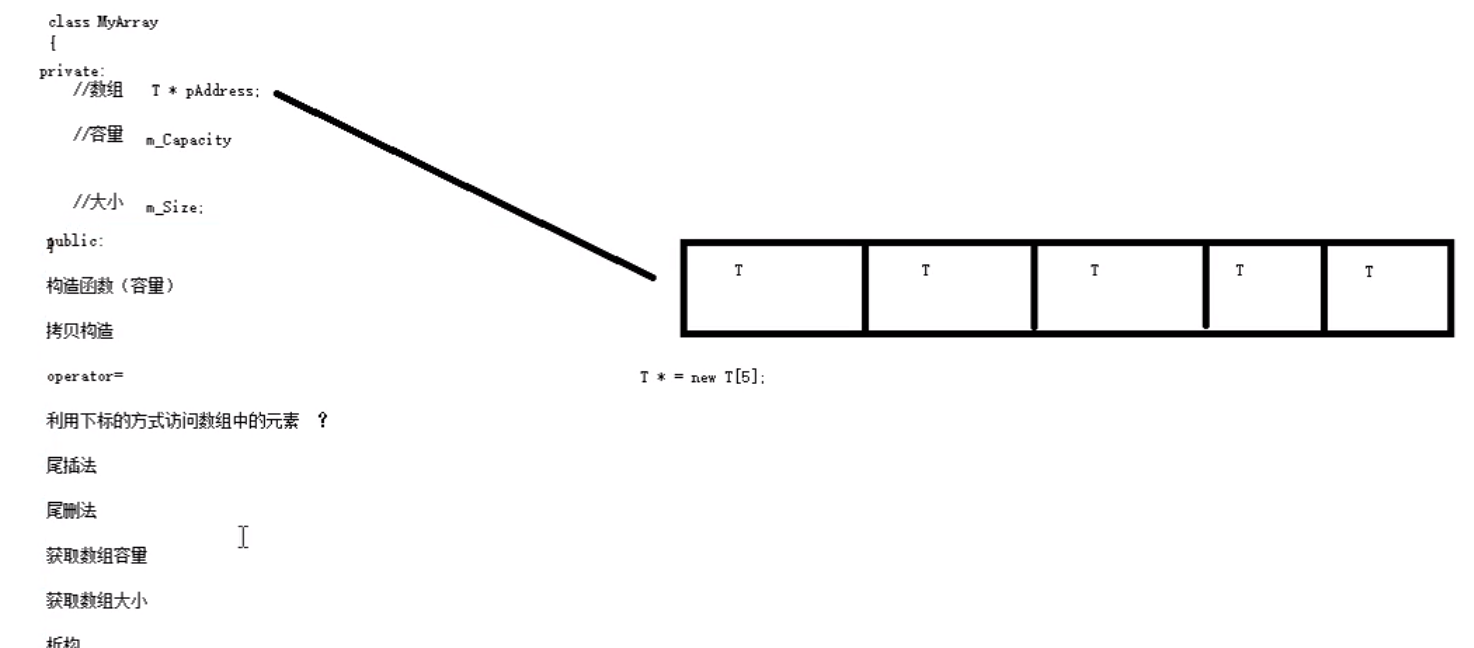 class MyArray
{
private:
//数组 T * pAddress;
//容量 m_Capacity
//大小 m_Size;
public:
构造函数（容量）
拷贝构造
operator=
利用下标的方式访问数组中的元素 ？
尾插法
尾删法
获取数组容量
获取数组大小
析构
T T T T T
T * = new T[5];